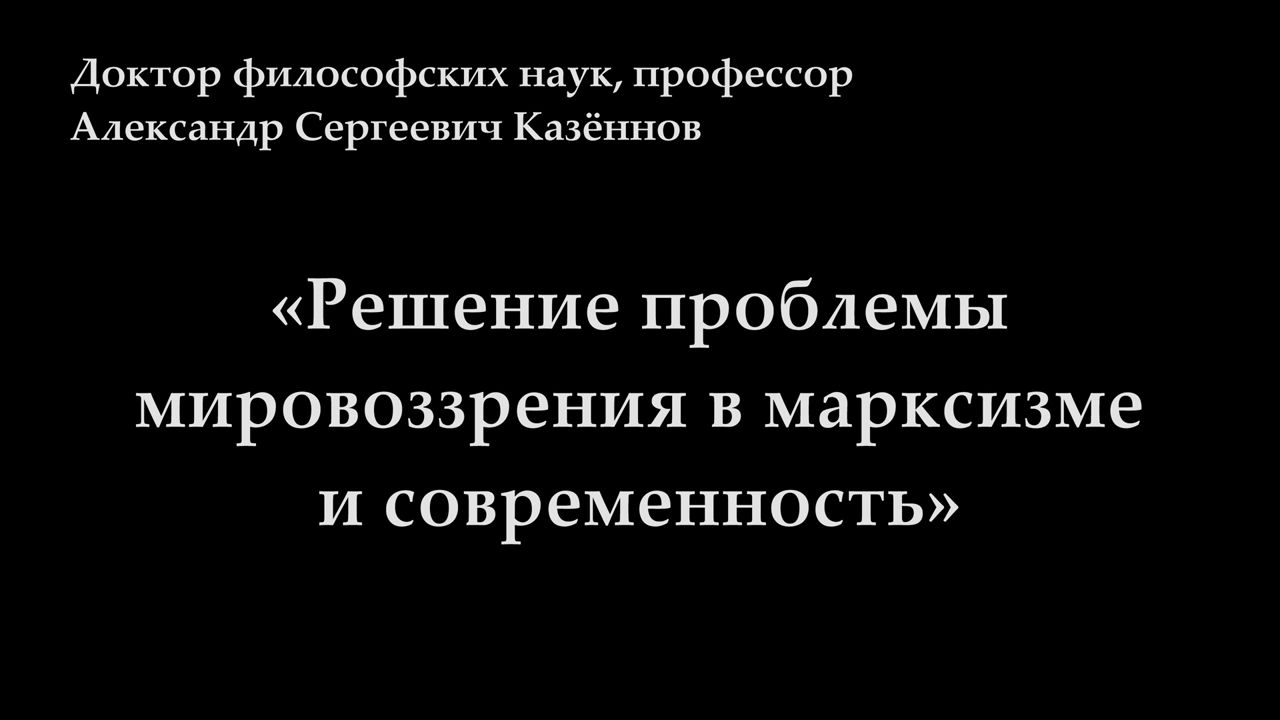 Доктор философских наук, профессор
Александр Сергеевич Казённов
«Решение проблемы
мировоззрения в марксизме
и современность»